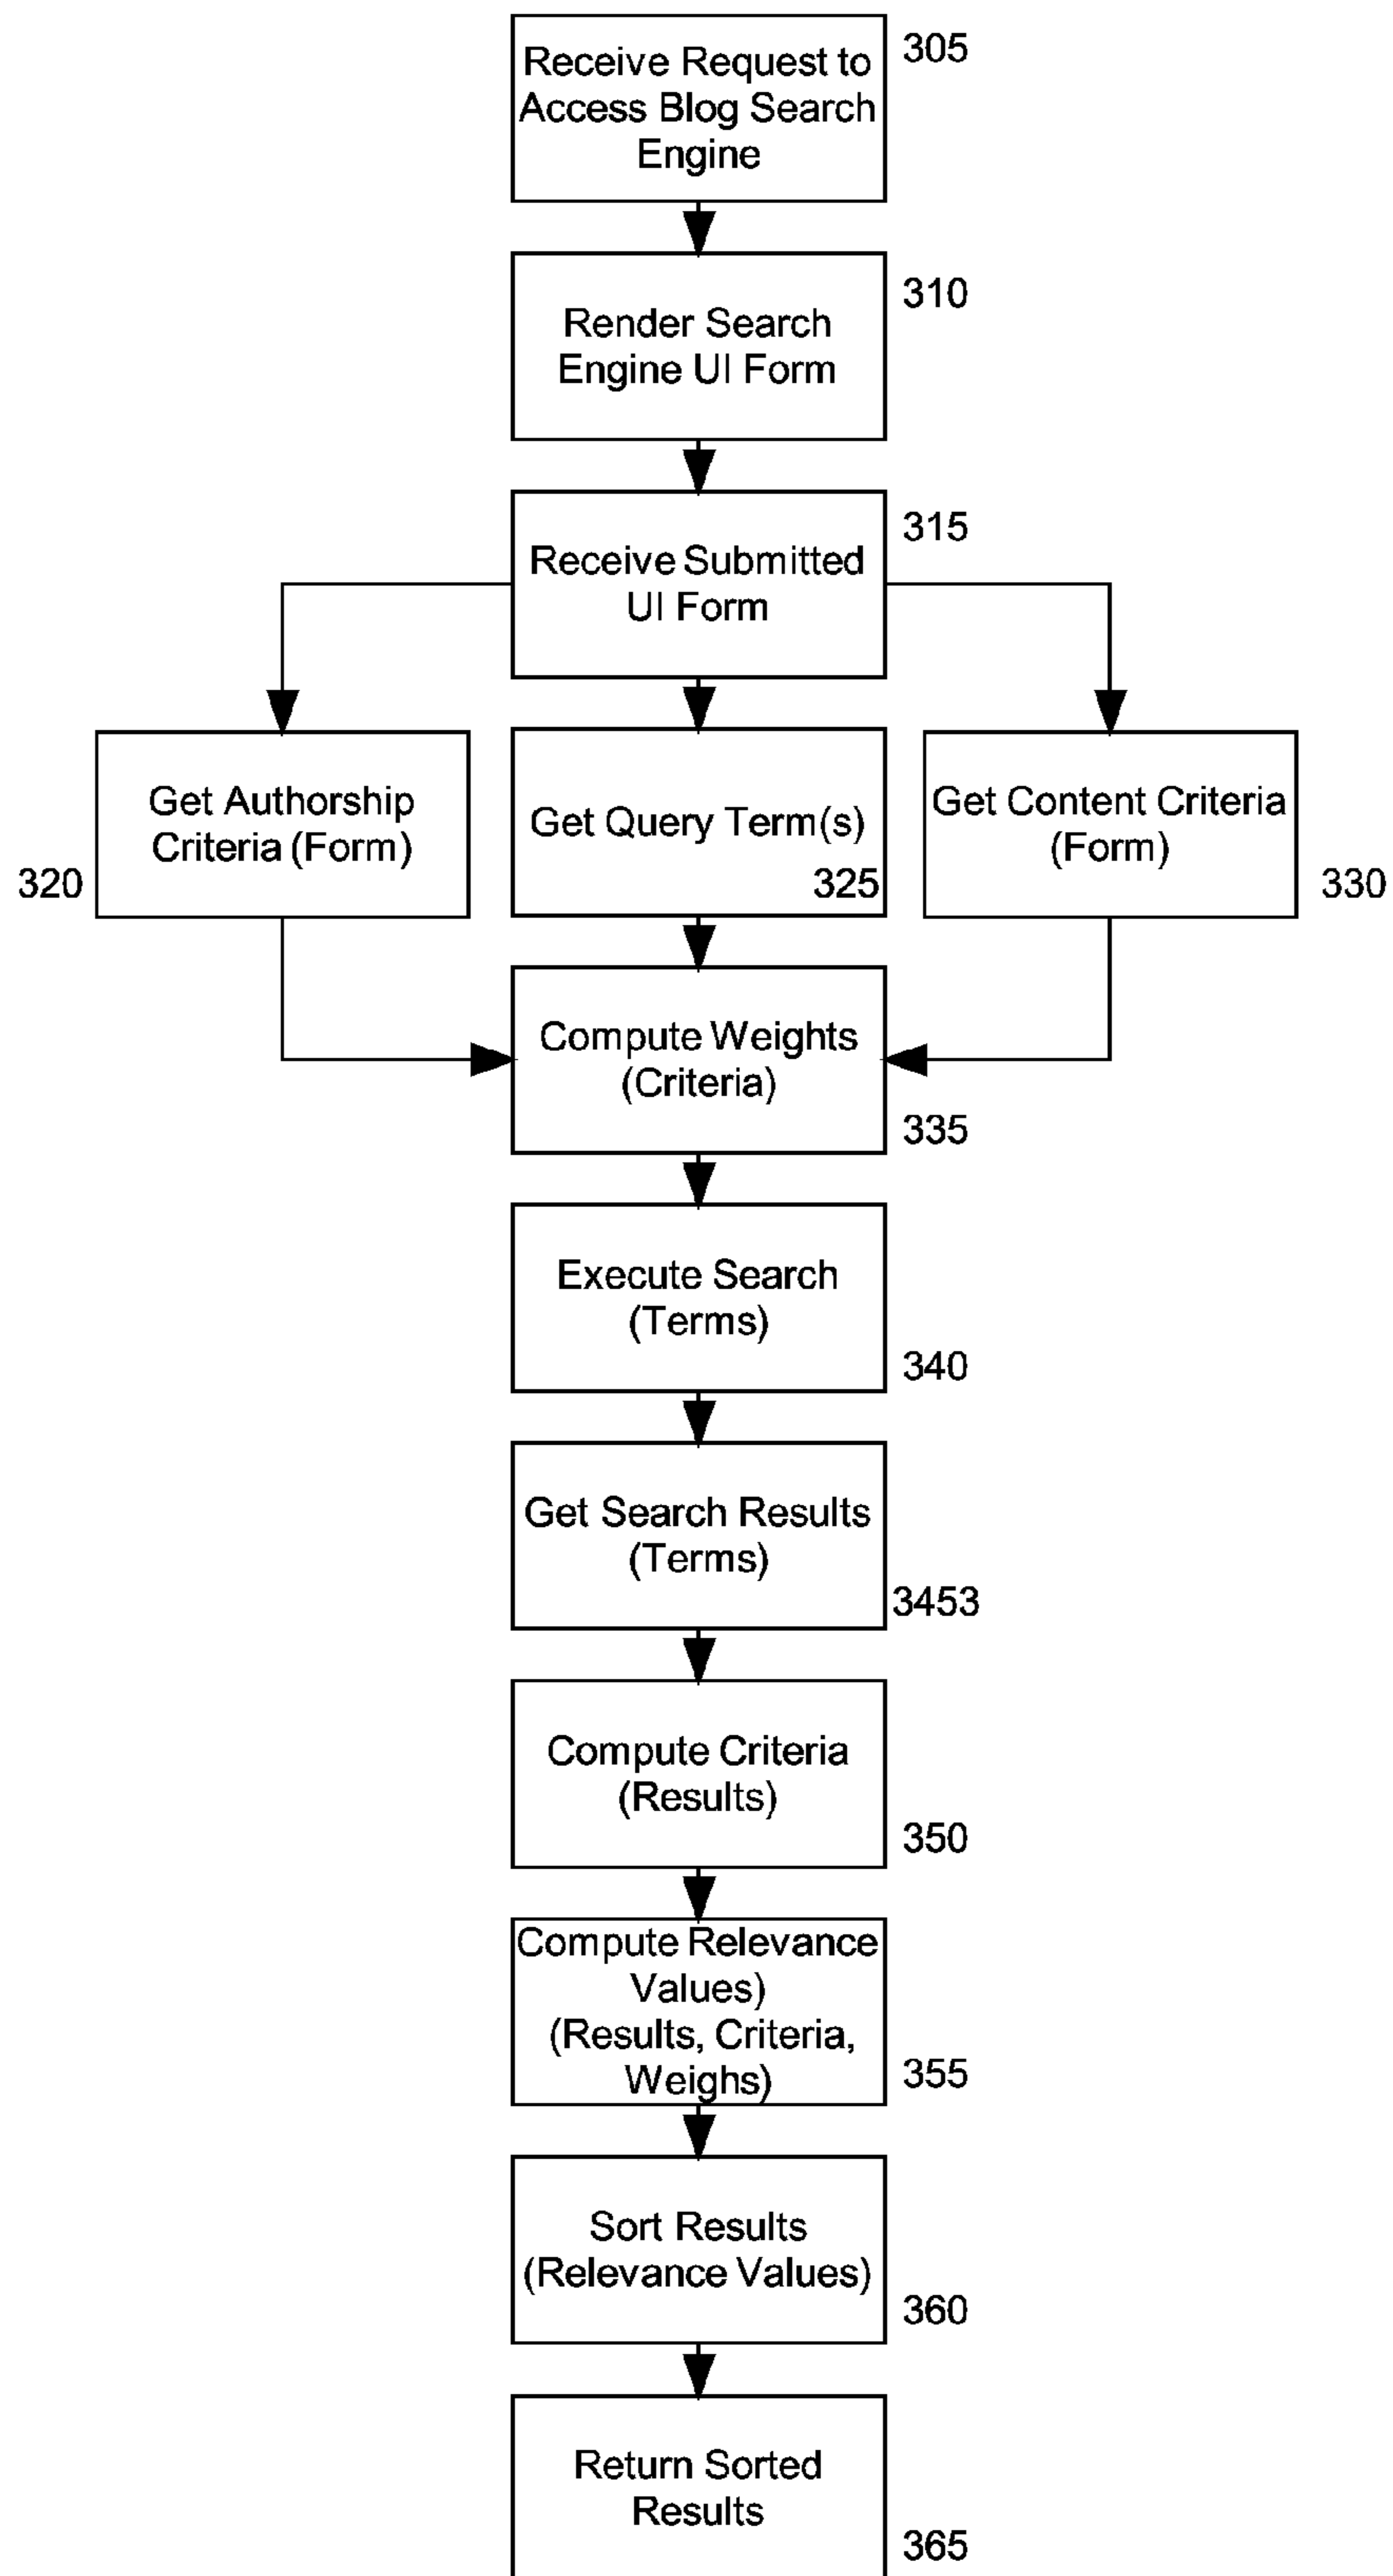 Receive Request to
Access Blog Search
Engine
305
Render Search
Engine UI Form
310
Receive Submitted
UI Form
315
Get Authorship
Criteria (Form)
320
Get Query Term(s)
325
Get Content Criteria
(Form)
330
Compute Weights
(Criteria)
335
Execute Search
(Terms)
340
Get Search Results
(Terms)
3453
Compute Criteria
(Results)
350
Compute Relevance
Values)
(Results, Criteria,
Weighs)
355
Sort Results
(Relevance Values)
360
Return Sorted
Results
365